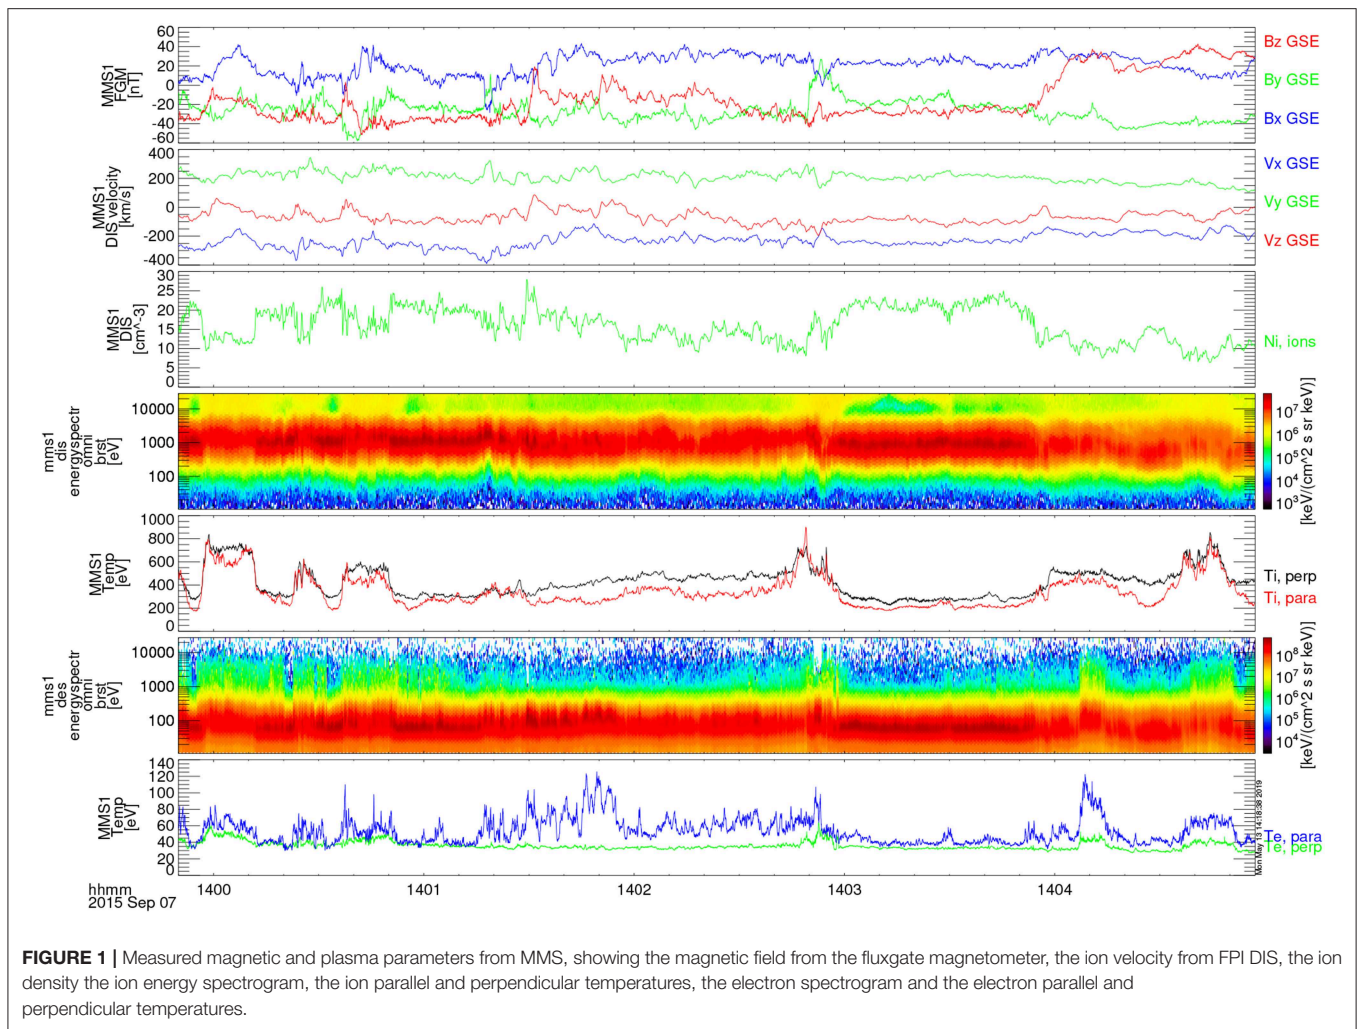 60
40
20
0
-20
-40
-60
MMS1
FGM
[nT]
Bz GSE
By GSE
Bx GSE
400
200
0
-200
-400
MMS1
DIS velocity
[km/s]
Vx GSE
Vy GSE
Vz GSE
30
25
20
15
10
5
0
MMS1
DIS
[cm^-3]
Ni, ions
10000
1000
100
mms1
dis
energyspectr
omni
brst
[eV]
10^7
10^6
10^5
10^4
10^3
[keV/(cm^2 s sr keV)]
1000
800
600
400
200
0
MMS1
Temp
[eV]
Ti, perp
Ti, para
10000
1000
100
mms1
des
energyspectr
omni
brst
[eV]
10^8
10^7
10^6
10^5
10^4
[keV/(cm^2 s sr keV)]
140
120
100
80
60
40
20
0
MMS1
Temp
[eV]
Te, para
Te, perp
Mon May 13 14:18:38 2019
hhmm 1400 1401 1402 1403 1404
2015 Sep 07
FIGURE 1 | Measured magnetic and plasma parameters from MMS, showing the magnetic field from the fluxgate magnetometer, the ion velocity from FPI DIS, the ion
density the ion energy spectrogram, the ion parallel and perpendicular temperatures, the electron spectrogram and the electron parallel and
perpendicular temperatures.